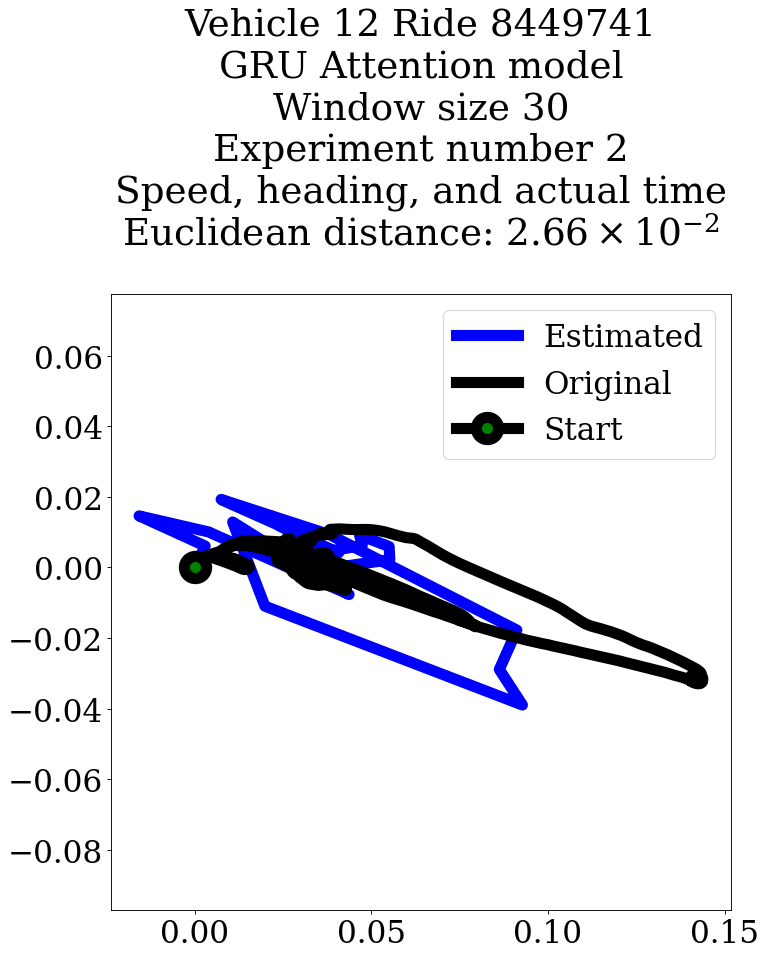 Vehicle 12 Ride 8449741
GRU Attention model
Window size 30
Experiment number 2
Speed, heading, and actual time
Euclidean distance: 2.66 × 10⁻²
Estimated
Original
Start
0.06
0.04
0.02
0.00
−0.02
−0.04
−0.06
−0.08
0.00 0.05 0.10 0.15